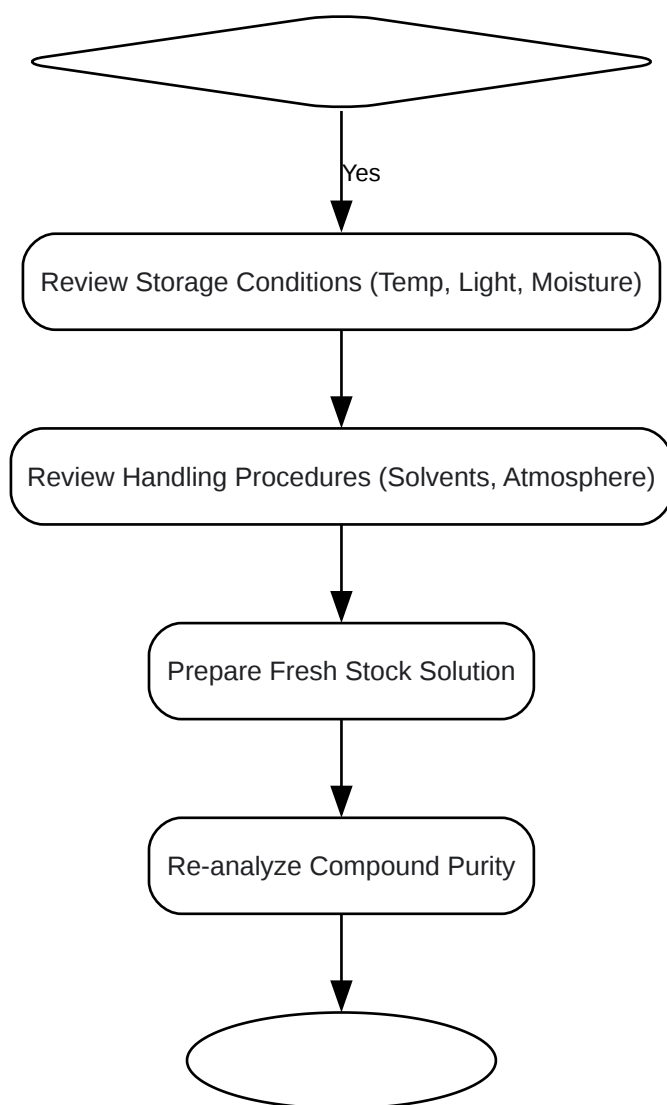 Yes
Review Storage Conditions (Temp, Light, Moisture)
Review Handling Procedures (Solvents, Atmosphere)
Prepare Fresh Stock Solution
Re-analyze Compound Purity